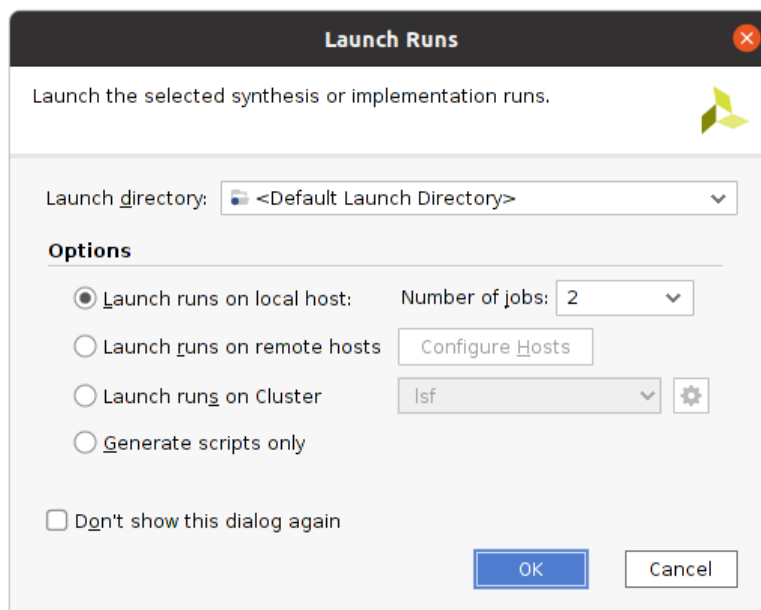 Launch Runs
Launch the selected synthesis or implementation runs.
Launch directory: <Default Launch Directory>
Options
Launch runs on local host: Number of jobs: 2
Launch runs on remote hosts Configure Hosts
Launch runs on Cluster lsf
Generate scripts only
Don't show this dialog again
OK Cancel